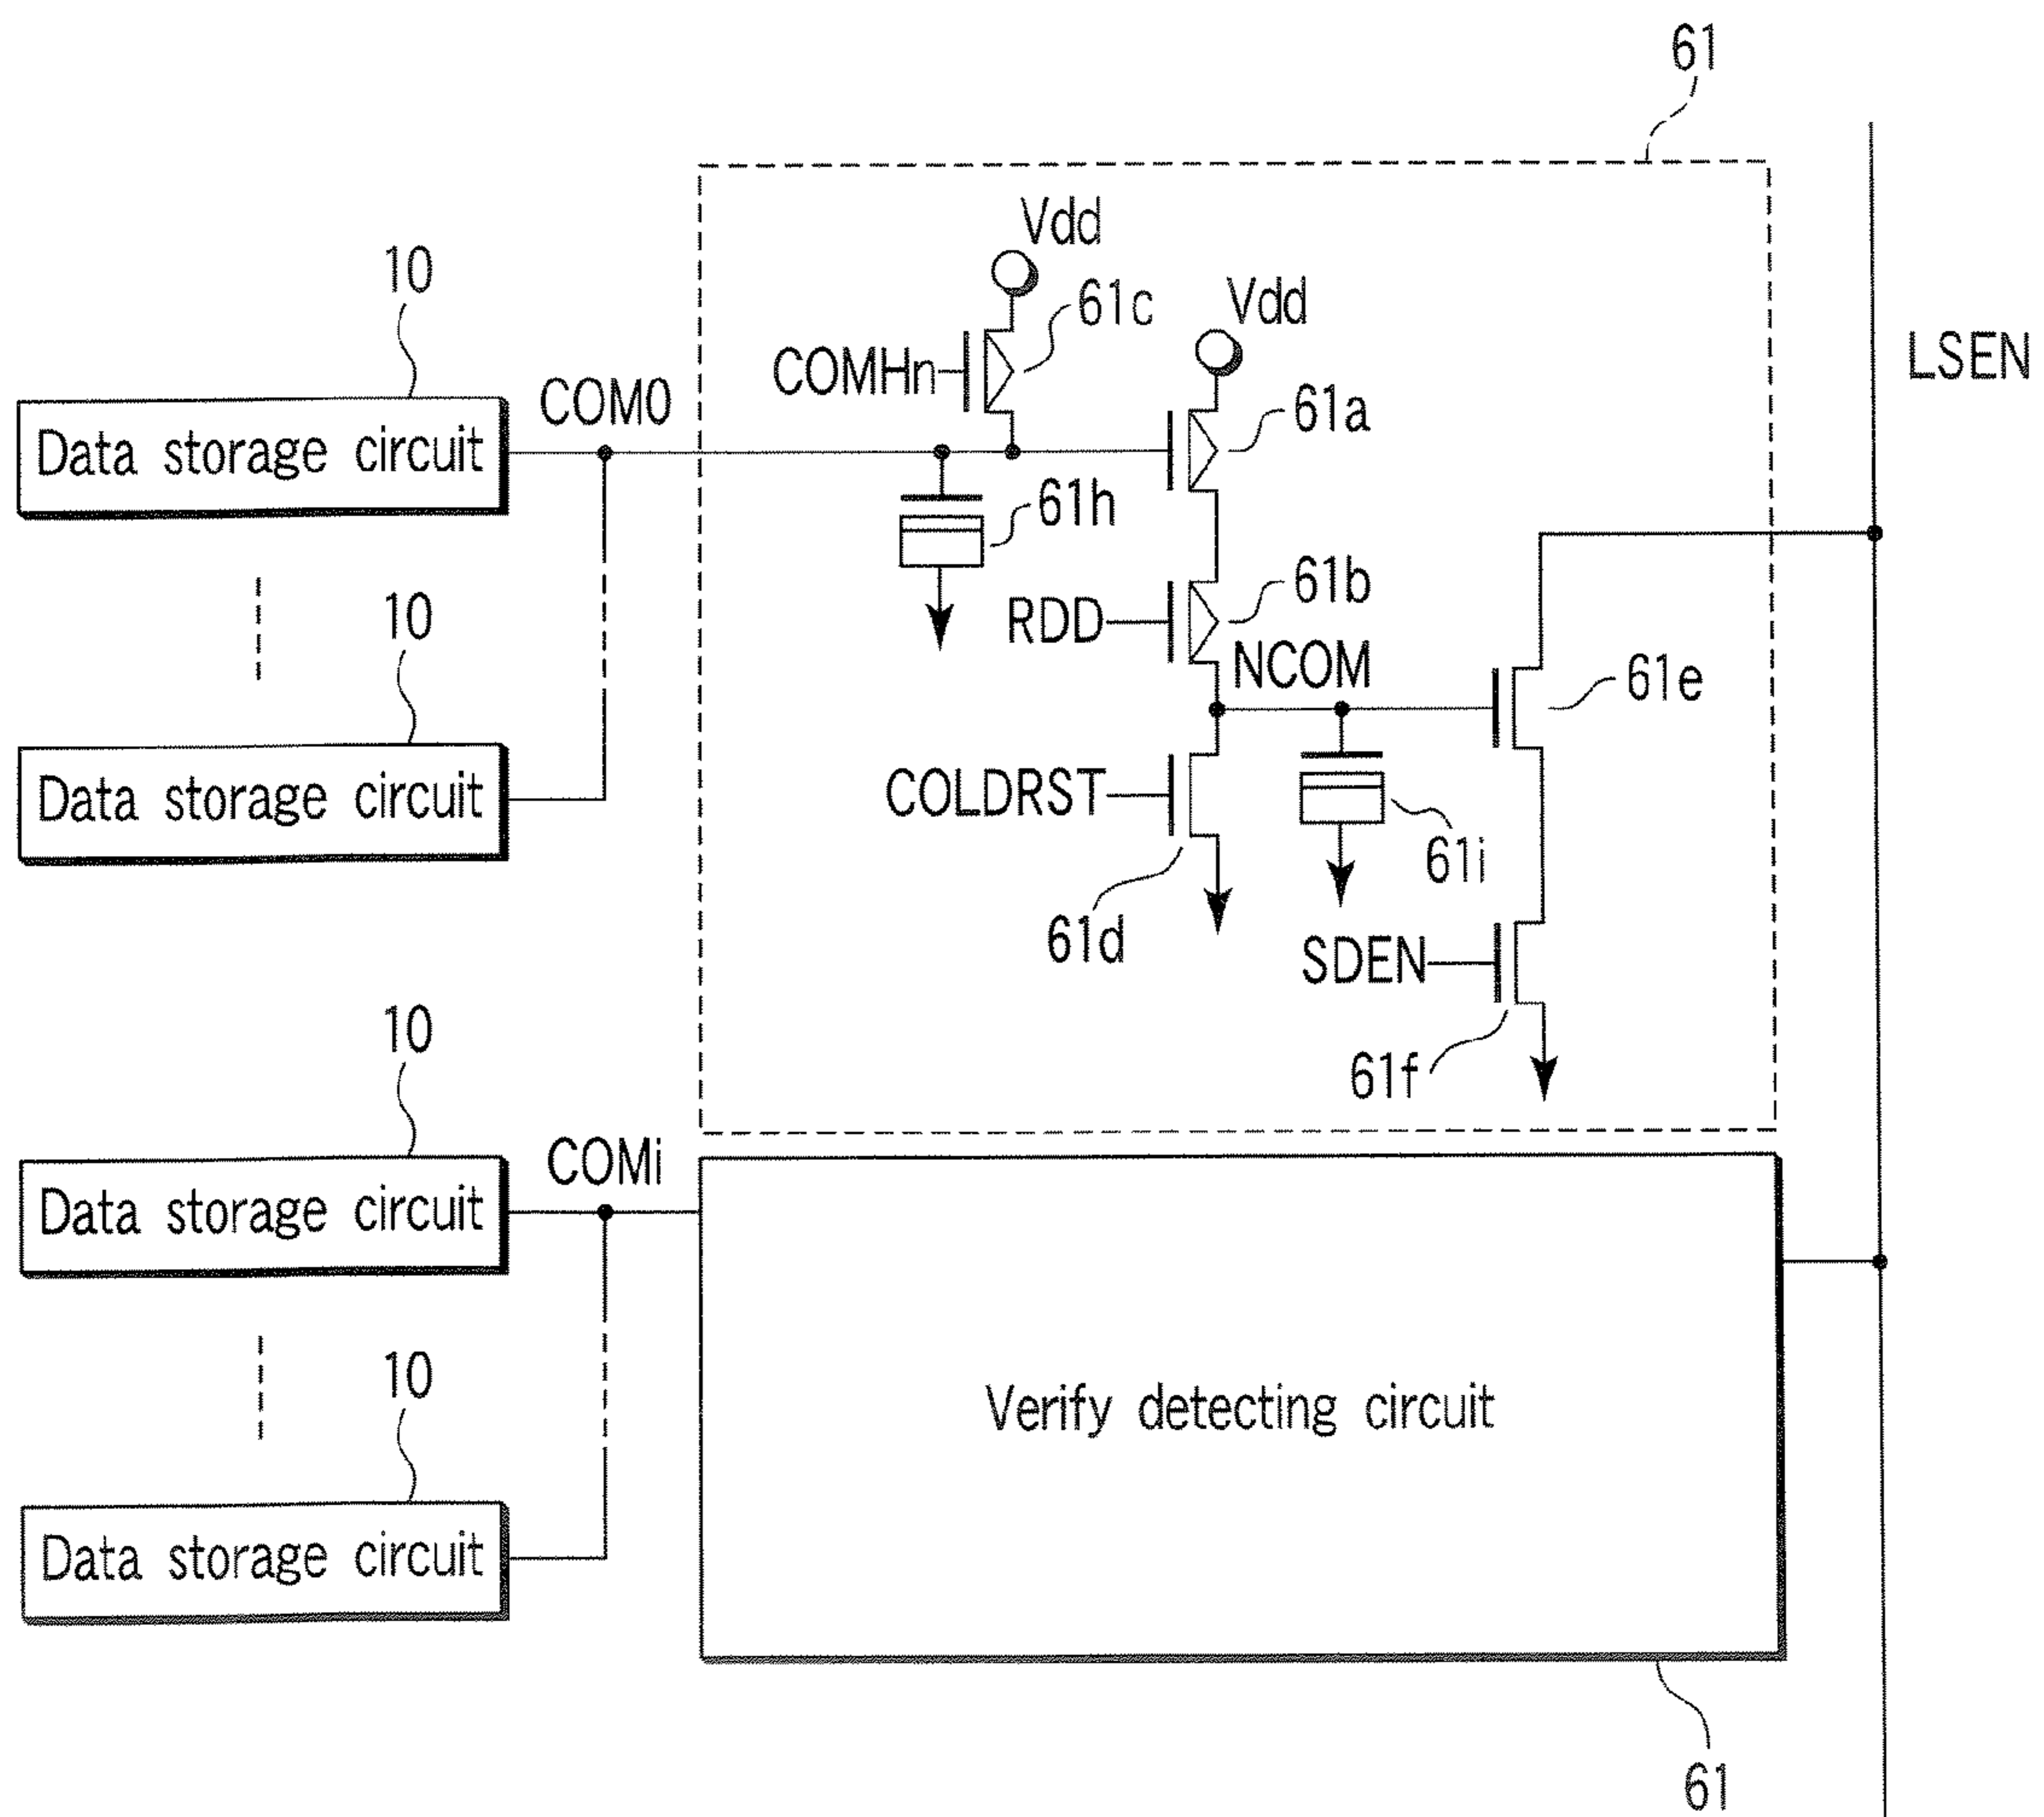 61
Vdd
10
61c
Vdd
COMHn
LSEN
COM0
61a
Data storage circuit
61h
10
61b
RDD
NCOM
61e
Data storage circuit
COLDRST
61i
61d
SDEN
10
61f
COMi
Data storage circuit
10
Verify detecting circuit
Data storage circuit
61